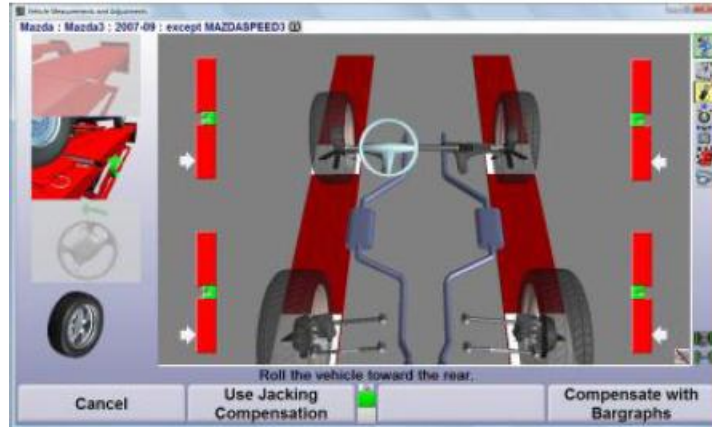 Vehicle Measurements and Adjustments
Mazda : Mazda3 : 2007-09 : except MAZDASPEED3
Roll the vehicle toward the rear.
Cancel
Use Jacking
Compensation
Compensate with
Bargraphs